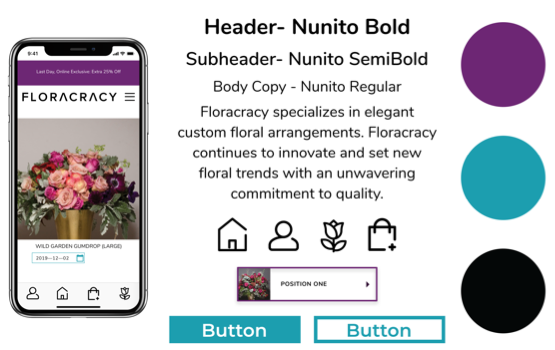 9:41
Last Day, Online Exclusive: Extra 25% Off
FLORACRACY
WILD GARDEN GUMDROP (LARGE)
2019-12-02
Header- Nunito Bold
Subheader- Nunito SemiBold
Body Copy - Nunito Regular
Floracracy specializes in elegant
custom floral arrangements. Floracracy
continues to innovate and set new
floral trends with an unwavering
commitment to quality.
POSITION ONE
Button
Button